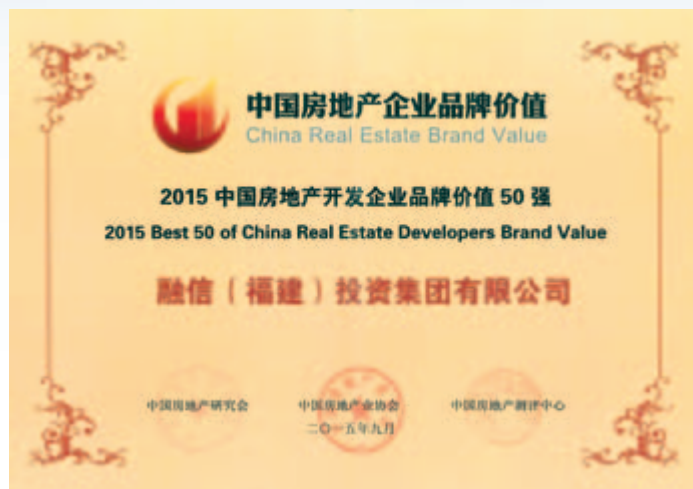 中国房地产企业品牌价值
China Real Estate Brand Value
2015 中国房地产开发企业品牌价值 50 强
2015 Best 50 of China Real Estate Developers Brand Value
融信（福建）投资集团有限公司
中国房地产研究会 中国房地产业协会 中国房地产测评中心
二〇一五年九月